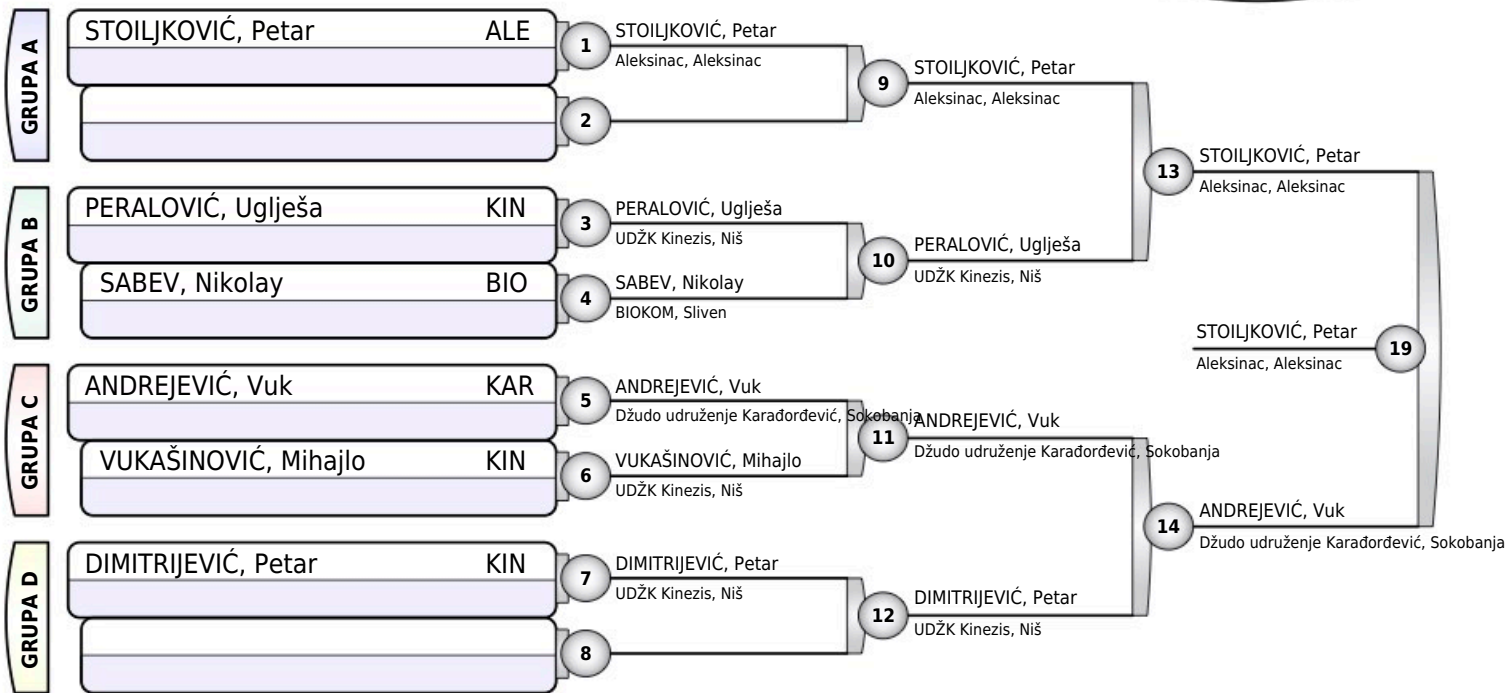 GRUPA A
STOILJKOVIĆ, Petar ALE
1
STOILJKOVIĆ, Petar
Aleksinac, Aleksinac
2
9
STOILJKOVIĆ, Petar
Aleksinac, Aleksinac
GRUPA B
PERALOVIĆ, Uglješa KIN
3
PERALOVIĆ, Uglješa
UDŽK Kinezis, Niš
SABEV, Nikolay BIO
4
SABEV, Nikolay
BIOKOM, Sliven
10
PERALOVIĆ, Uglješa
UDŽK Kinezis, Niš
13
STOILJKOVIĆ, Petar
Aleksinac, Aleksinac
GRUPA C
ANDREJEVIĆ, Vuk KAR
5
ANDREJEVIĆ, Vuk
Džudo udruženje Karađorđević, Sokobanja
VUKAŠINOVIĆ, Mihajlo KIN
6
VUKAŠINOVIĆ, Mihajlo
UDŽK Kinezis, Niš
11
ANDREJEVIĆ, Vuk
Džudo udruženje Karađorđević, Sokobanja
GRUPA D
DIMITRIJEVIĆ, Petar KIN
7
DIMITRIJEVIĆ, Petar
UDŽK Kinezis, Niš
8
12
DIMITRIJEVIĆ, Petar
UDŽK Kinezis, Niš
14
ANDREJEVIĆ, Vuk
Džudo udruženje Karađorđević, Sokobanja
STOILJKOVIĆ, Petar
Aleksinac, Aleksinac
19